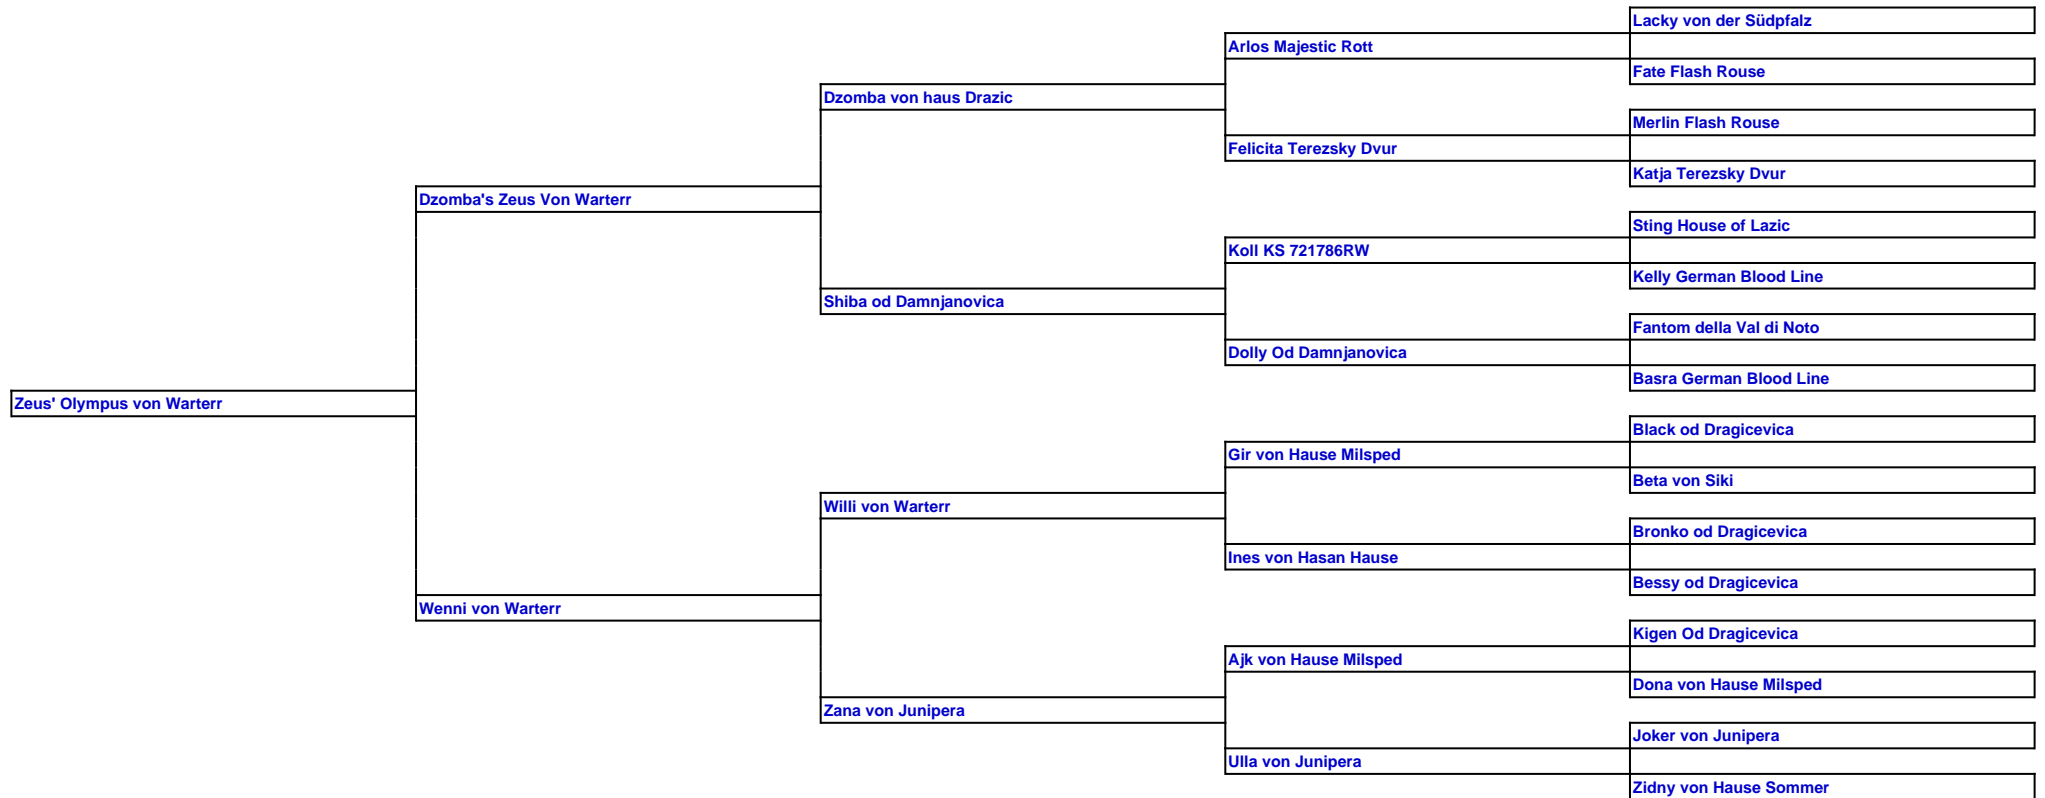 Lacky von der Südpfalz
Arlos Majestic Rott
Fate Flash Rouse
Dzomba von haus Drazic
Merlin Flash Rouse
Felicita Terezsky Dvur
Katja Terezsky Dvur
Dzomba's Zeus Von Warterr
Sting House of Lazic
Koll KS 721786RW
Kelly German Blood Line
Shiba od Damnjanovica
Fantom della Val di Noto
Dolly Od Damnjanovica
Basra German Blood Line
Zeus' Olympus von Warterr
Black od Dragicevica
Gir von Hause Milsped
Beta von Siki
Willi von Warterr
Bronko od Dragicevica
Ines von Hasan Hause
Bessy od Dragicevica
Wenni von Warterr
Kigen Od Dragicevica
Ajk von Hause Milsped
Dona von Hause Milsped
Zana von Junipera
Joker von Junipera
Ulla von Junipera
Zidny von Hause Sommer